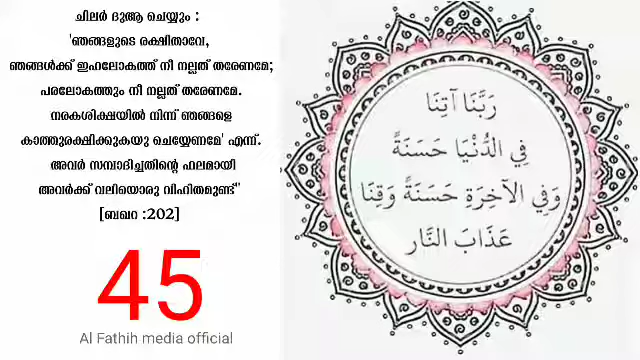 ചിലർ ദുആ ചെയ്യും :
'ഞങ്ങളുടെ രക്ഷിതാവേ,
ഞങ്ങൾക്ക് ഇഹലോകത്ത് നീ നല്ലത് തരേണമേ;
പരലോകത്തും നീ നല്ലത് തരേണമേ.
നരകശിക്ഷയിൽ നിന്ന് ഞങ്ങളെ
കാത്തുരക്ഷിക്കുകയു ചെയ്യേണമേ' എന്ന്.
അവർ സമ്പാദിച്ചതിന്റെ ഫലമായി
അവർക്ക് വലിയൊരു വിഹിതമുണ്ട്"
[ബഖറ :202]
45
Al Fathih media official
رَبَّنَا آتِنَا
فِي الدُّنْيَا حَسَنَةً
وَفِي الْآخِرَةِ حَسَنَةً وَقِنَا
عَذَابَ النَّار